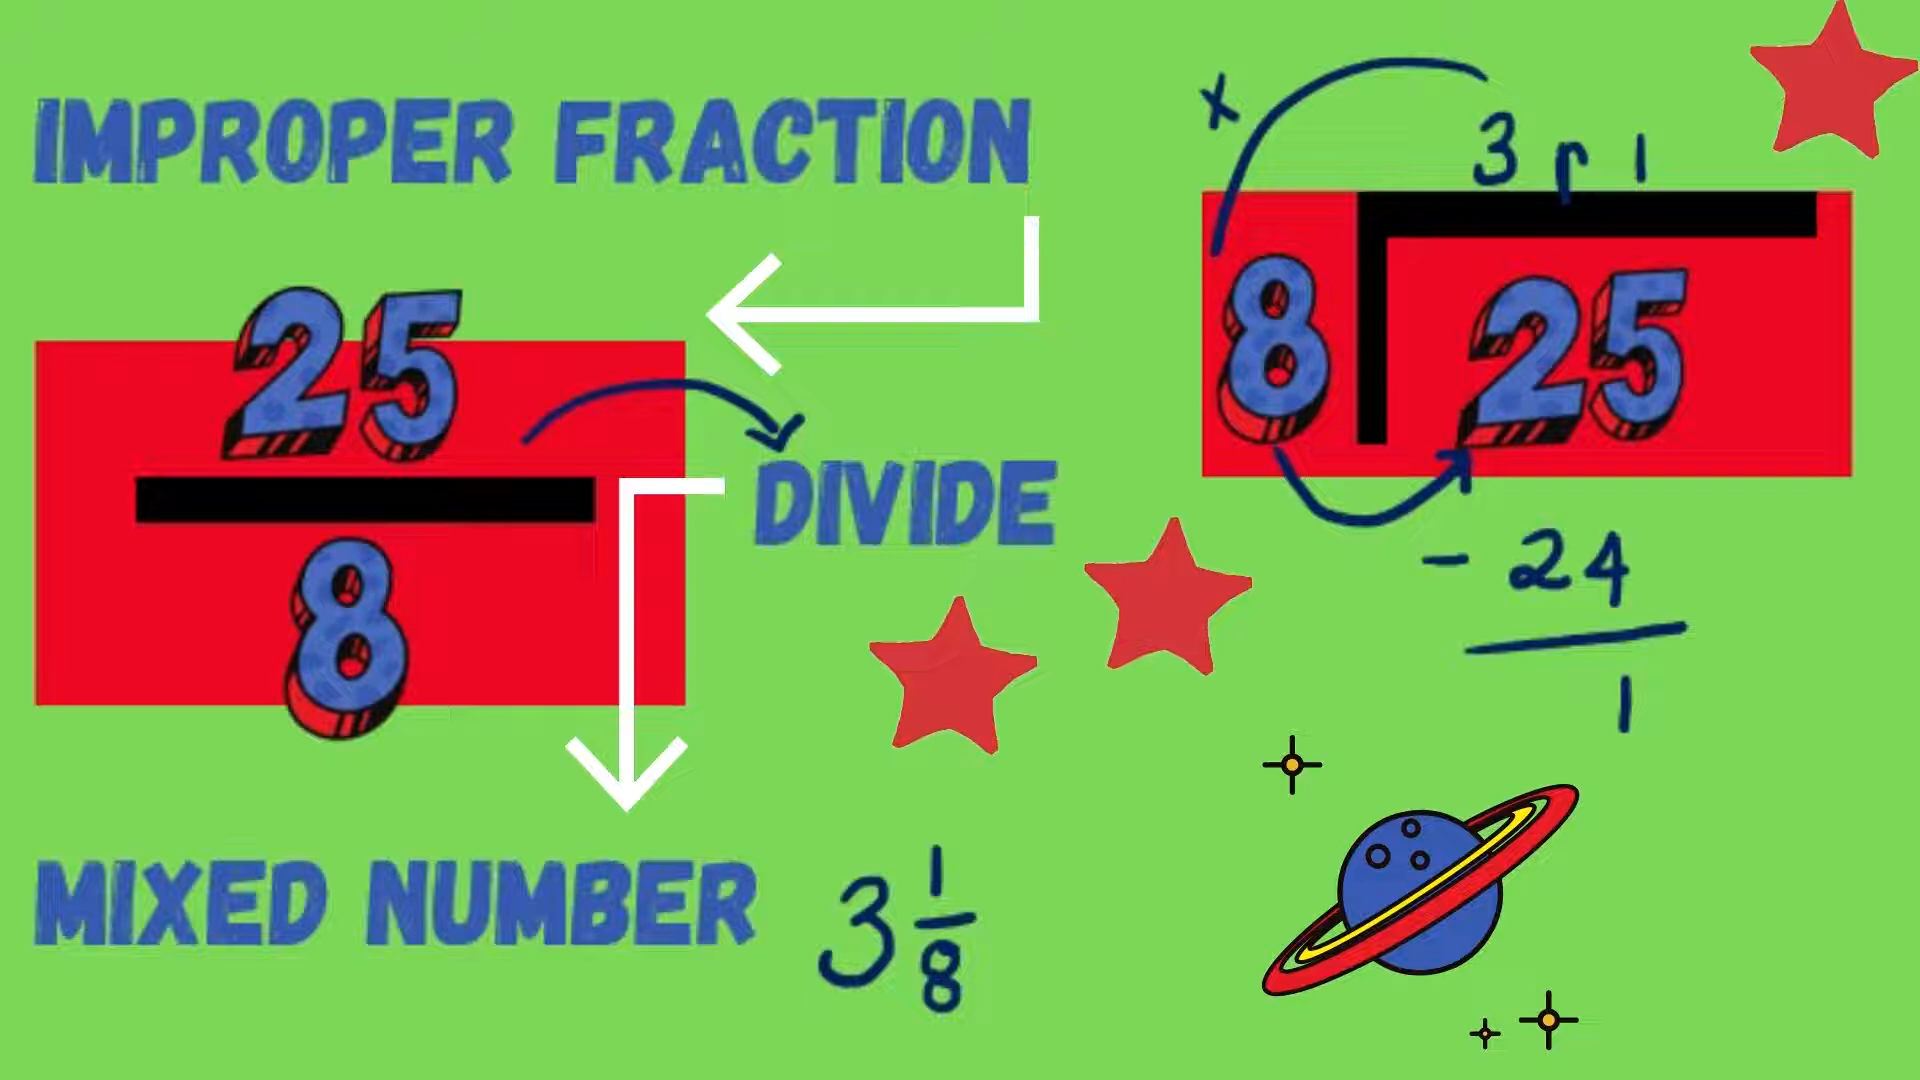 IMPROPER FRACTION
25
8
DIVIDE
MIXED NUMBER 3 1/8
x
3 r 1
8 25
- 24
1